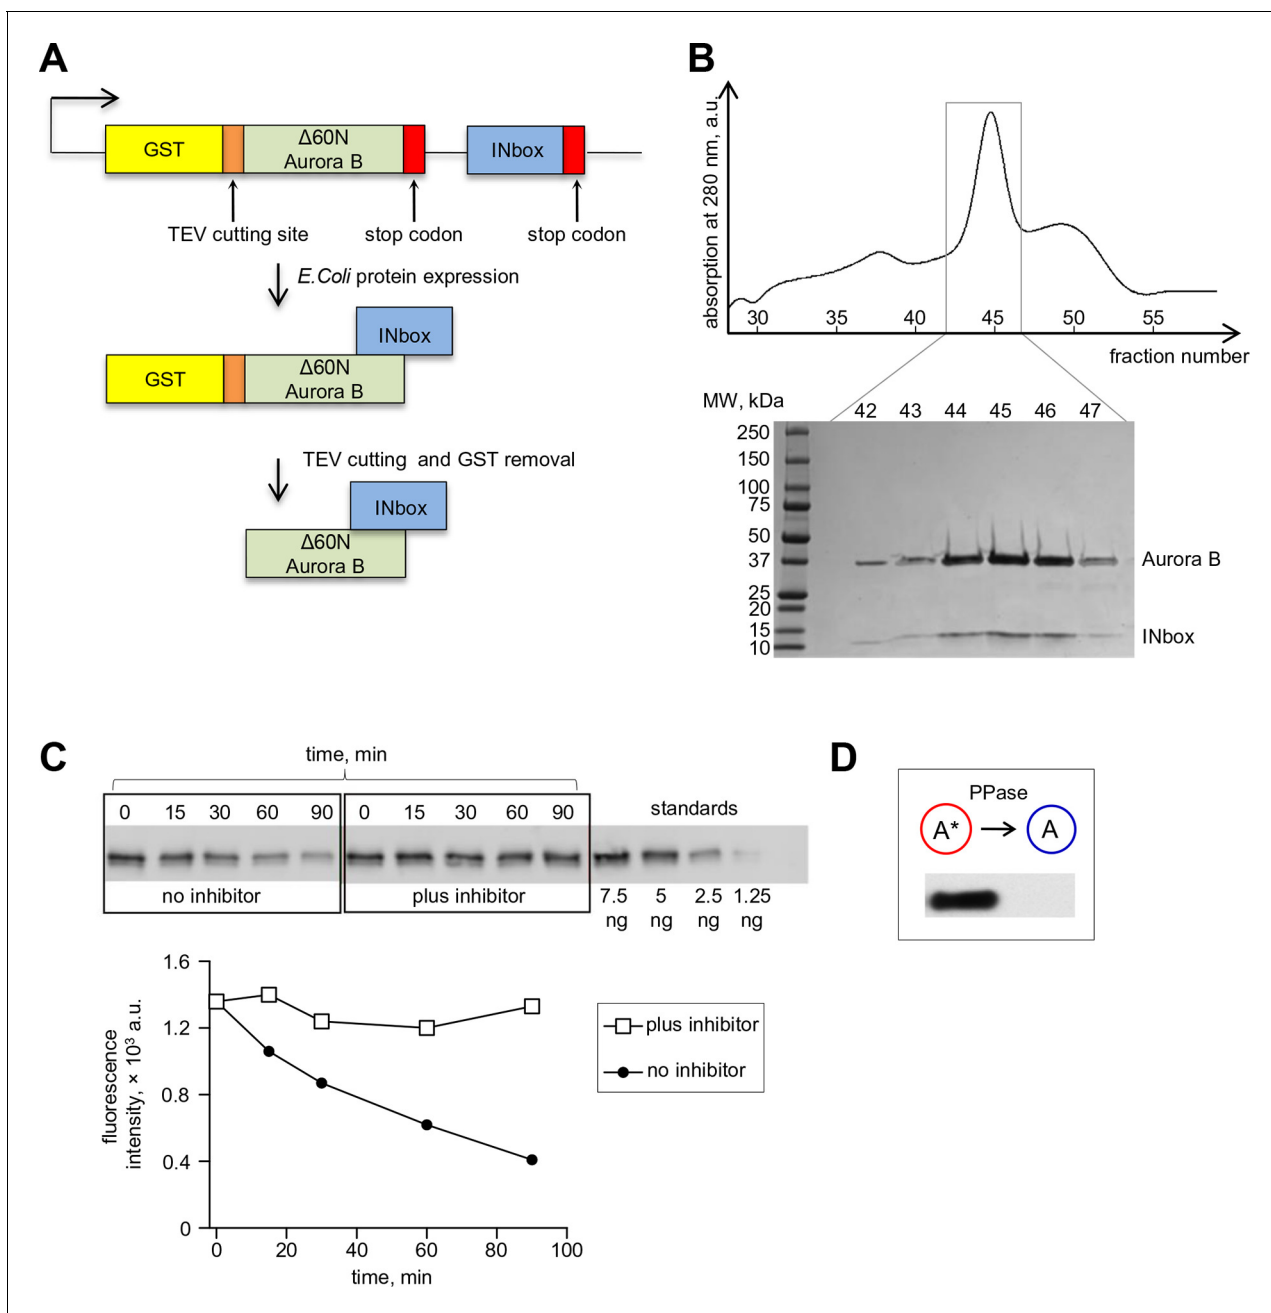 A
GST
Δ60N
Aurora B
INbox
TEV cutting site
stop codon
stop codon
E.Coli protein expression
INbox
GST
Δ60N
Aurora B
TEV cutting and GST removal
INbox
Δ60N
Aurora B
B
absorption at 280 nm, a.u.
30 35 40 45 50 55
fraction number
MW, kDa
42 43 44 45 46 47
250
150
100
75
50
37
25
20
15
10
Aurora B
INbox
C
time, min
0 15 30 60 90
0 15 30 60 90
standards
no inhibitor
plus inhibitor
7.5 5 2.5 1.25
ng ng ng ng
fluorescence
intensity, × 10³ a.u.
1.6
1.2
0.8
0.4
0
0 20 40 60 80 100
time, min
plus inhibitor
no inhibitor
D
PPase
A* A